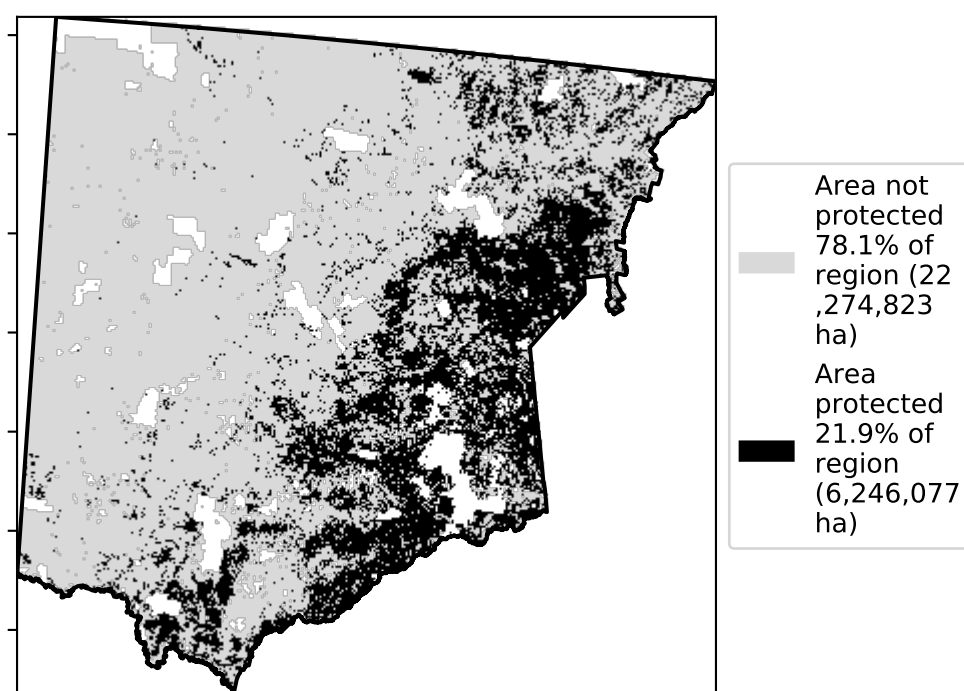 Area not
protected
78.1% of
region (22
,274,823
ha)
Area
protected
21.9% of
region
(6,246,077
ha)